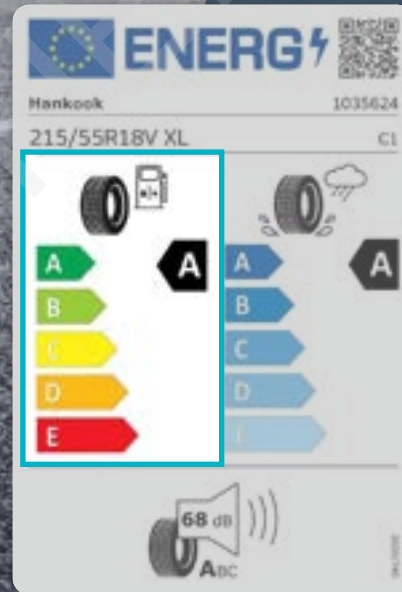 ENERG
Hankook 1035624
215/55R18V XL C1
A A A A
B B
C C
D D
E E
68 dB
ABC